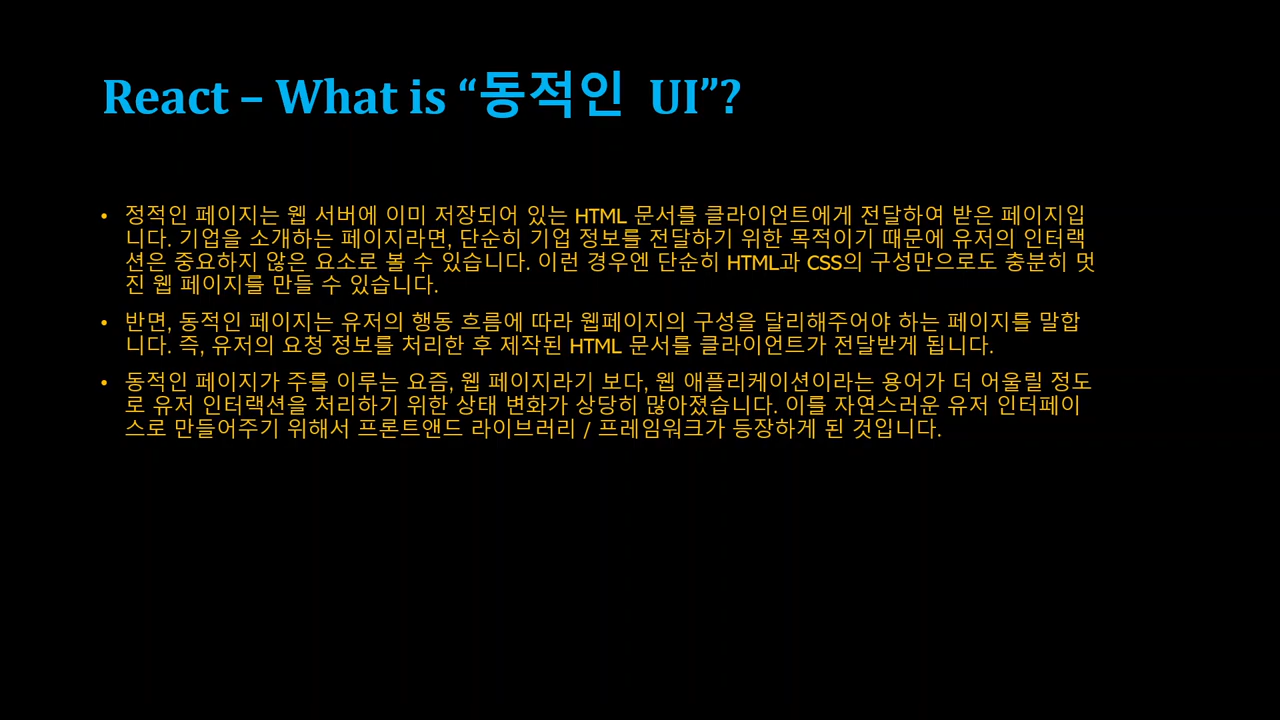 React – What is “동적인 UI”?
• 정적인 페이지는 웹 서버에 이미 저장되어 있는 HTML 문서를 클라이언트에게 전달하여 받은 페이지입
니다. 기업을 소개하는 페이지라면, 단순히 기업 정보를 전달하기 위한 목적이기 때문에 유저의 인터랙
션은 중요하지 않은 요소로 볼 수 있습니다. 이런 경우엔 단순히 HTML과 CSS의 구성만으로도 충분히 멋
진 웹 페이지를 만들 수 있습니다.
• 반면, 동적인 페이지는 유저의 행동 흐름에 따라 웹페이지의 구성을 달리해주어야 하는 페이지를 말합
니다. 즉, 유저의 요청 정보를 처리한 후 제작된 HTML 문서를 클라이언트가 전달받게 됩니다.
• 동적인 페이지가 주를 이루는 요즘, 웹 페이지라기 보다, 웹 애플리케이션이라는 용어가 더 어울릴 정도
로 유저 인터랙션을 처리하기 위한 상태 변화가 상당히 많아졌습니다. 이를 자연스러운 유저 인터페이
스로 만들어주기 위해서 프론트앤드 라이브러리 / 프레임워크가 등장하게 된 것입니다.